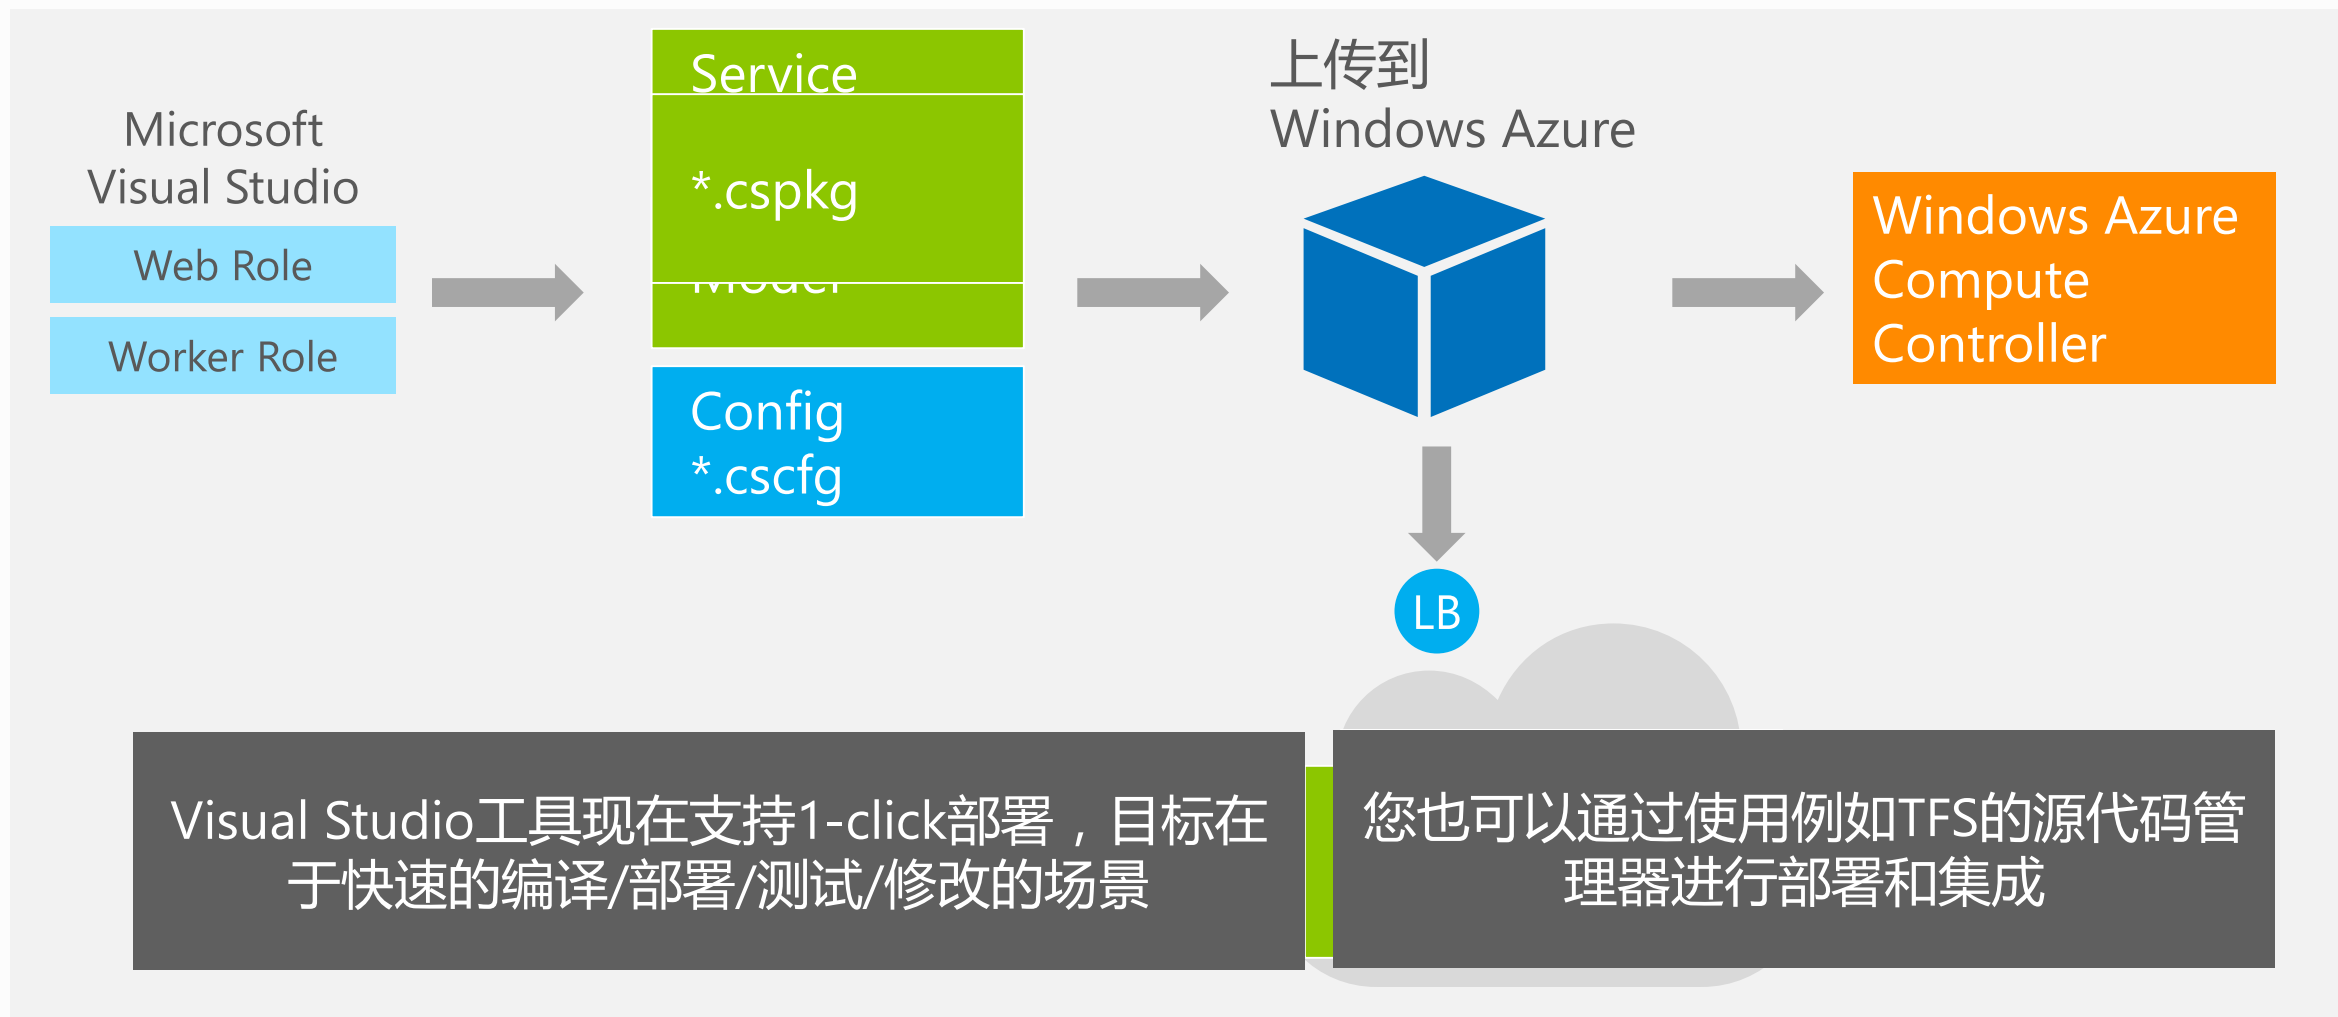 Microsoft
Visual Studio
Web Role
Worker Role
Service
*.cspkg
Config
*.cscfg
上传到
Windows Azure
Windows Azure
Compute
Controller
LB
Visual Studio工具现在支持1-click部署，目标在
于快速的编译/部署/测试/修改的场景
您也可以通过使用例如TFS的源代码管
理器进行部署和集成